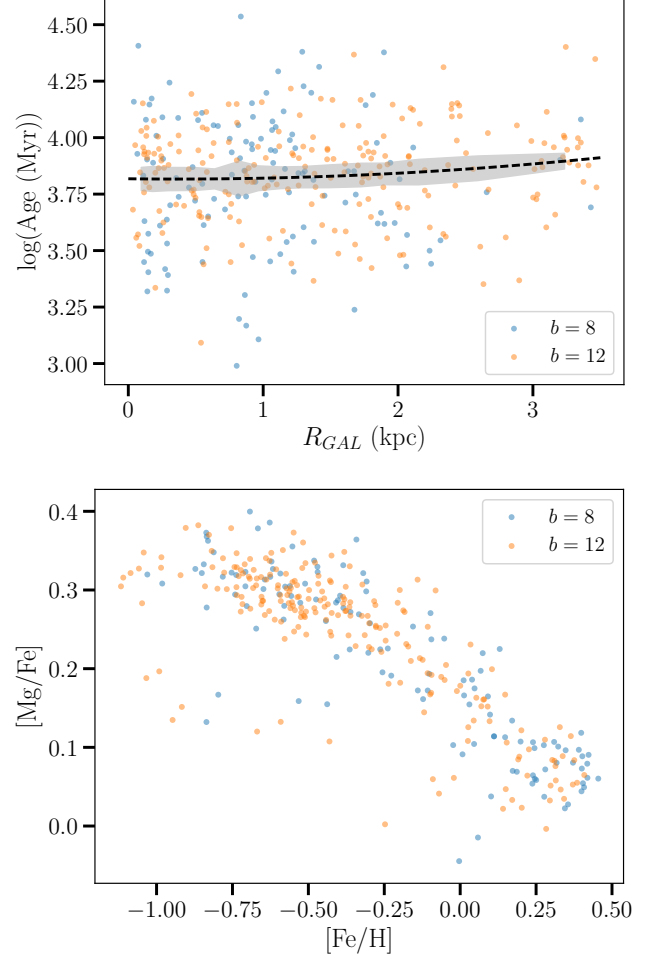 4.50
4.25
4.00
3.75
3.50
3.25
3.00
log(Age (Myr))
b = 8
b = 12
0 1 2 3
R_{GAL} (kpc)
0.4
0.3
0.2
0.1
0.0
[Mg/Fe]
b = 8
b = 12
−1.00 −0.75 −0.50 −0.25 0.00 0.25 0.50
[Fe/H]